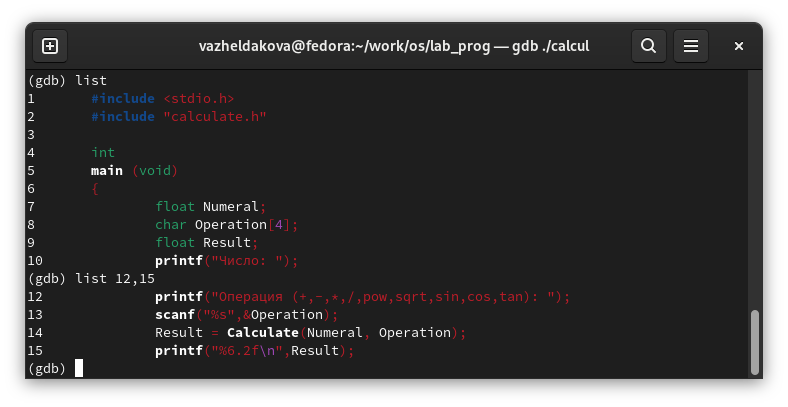 vazheldakova@fedora:~/work/os/lab_prog — gdb ./calcul
(gdb) list
1       #include <stdio.h>
2       #include "calculate.h"
3
4       int
5       main (void)
6       {
7               float Numeral;
8               char Operation[4];
9               float Result;
10              printf("Число: ");
(gdb) list 12,15
12              printf("Операция (+,-,*,/,pow,sqrt,sin,cos,tan): ");
13              scanf("%s",&Operation);
14              Result = Calculate(Numeral, Operation);
15              printf("%6.2f\n",Result);
(gdb)